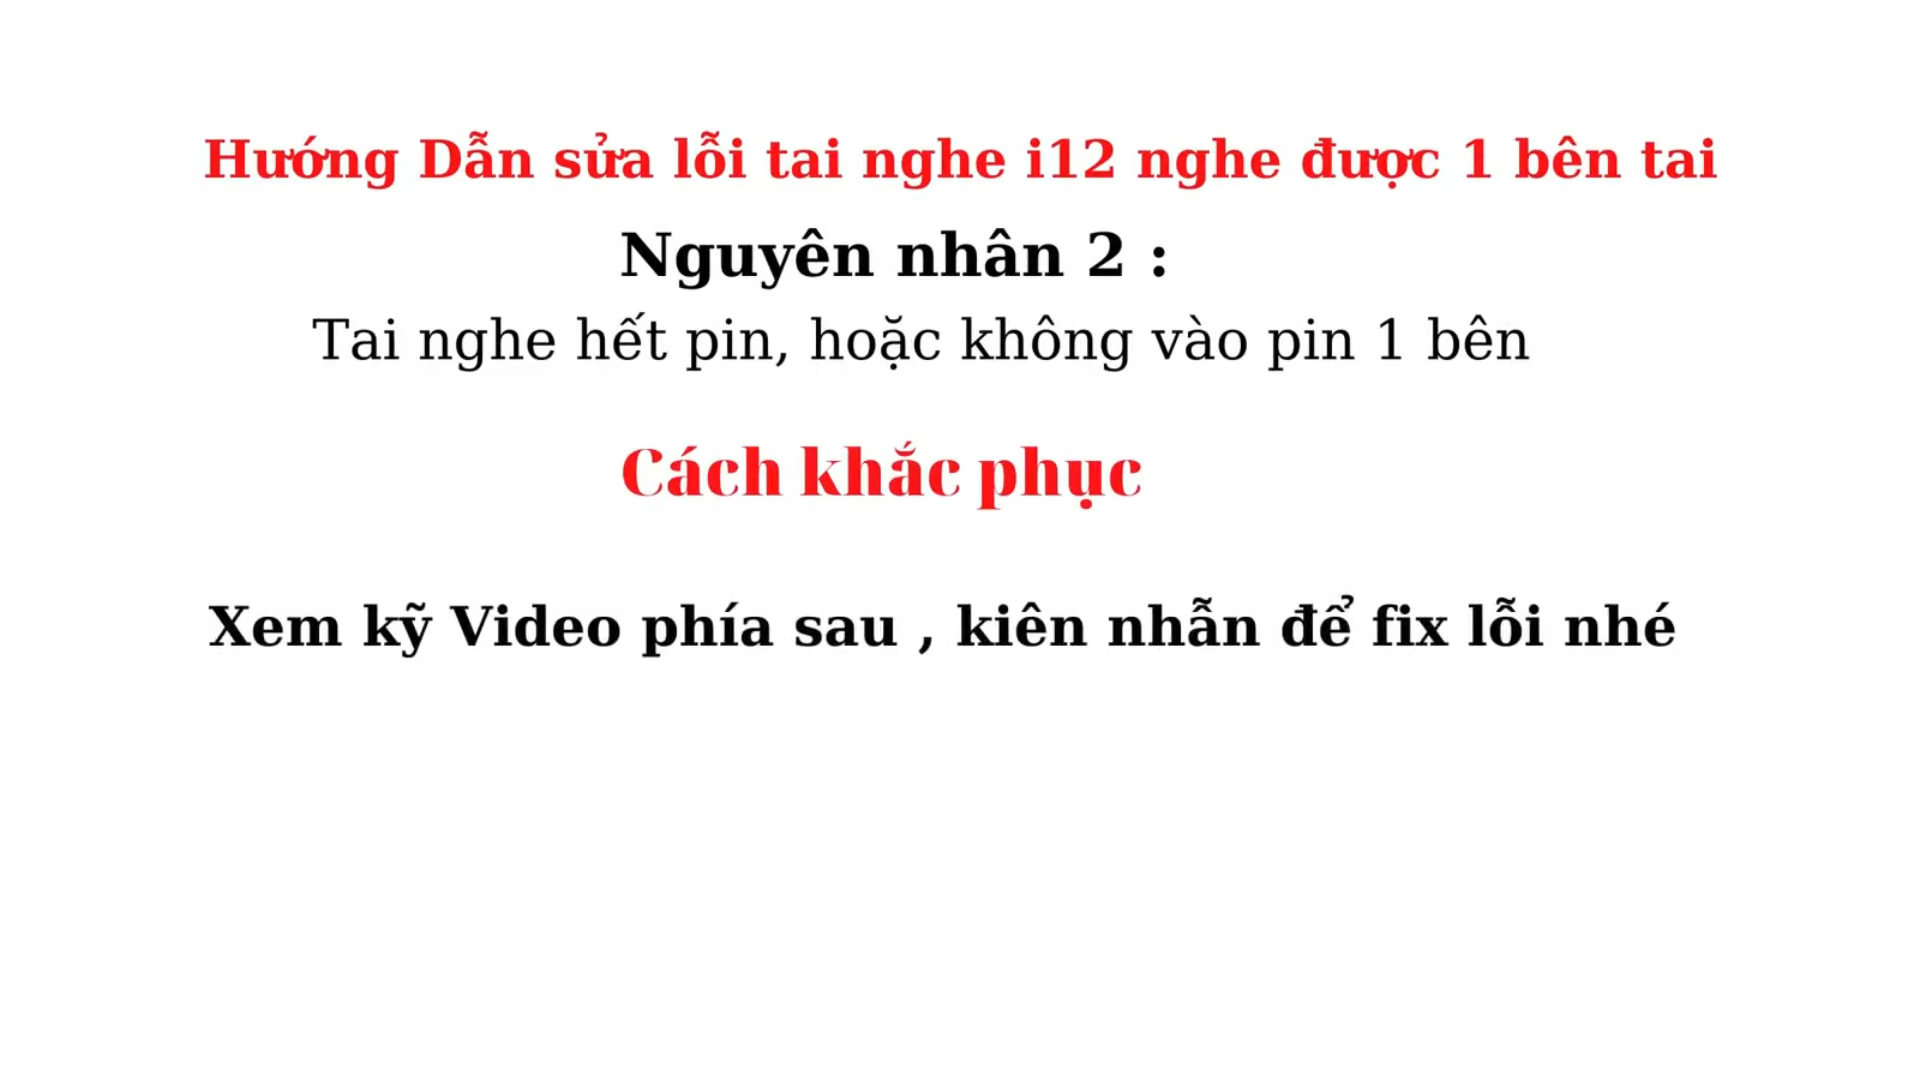 Hướng Dẫn sửa lỗi tai nghe i12 nghe được 1 bên tai
Nguyên nhân 2 :
Tai nghe hết pin, hoặc không vào pin 1 bên
Cách khắc phục
Xem kỹ Video phía sau , kiên nhẫn để fix lỗi nhé